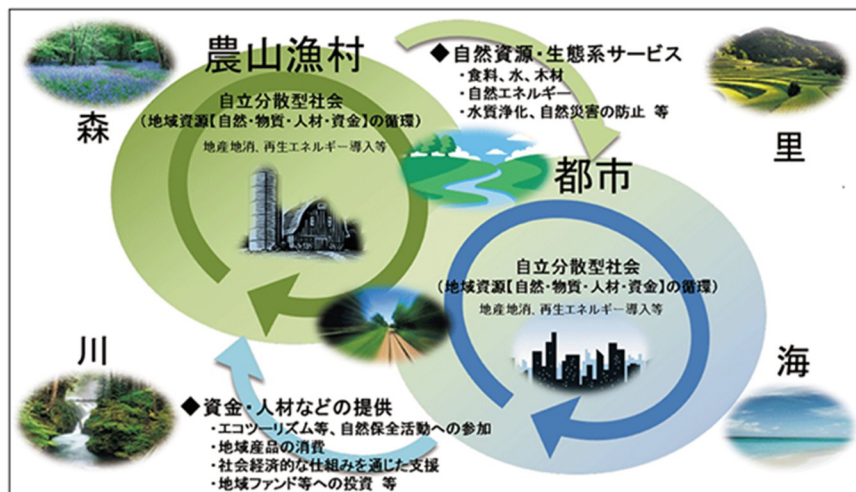 農山漁村
自立分散型社会
(地域資源【自然・物質・人材・資金】の循環)
地産地消、再生エネルギー導入等
◆自然資源・生態系サービス
・食料、水、木材
・自然エネルギー
・水質浄化、自然災害の防止 等
森
里
都市
自立分散型社会
(地域資源【自然・物質・人材・資金】の循環)
地産地消、再生エネルギー導入等
川
海
◆資金・人材などの提供
・エコツーリズム等、自然保全活動への参加
・地域産品の消費
・社会経済的な仕組みを通じた支援
・地域ファンド等への投資 等